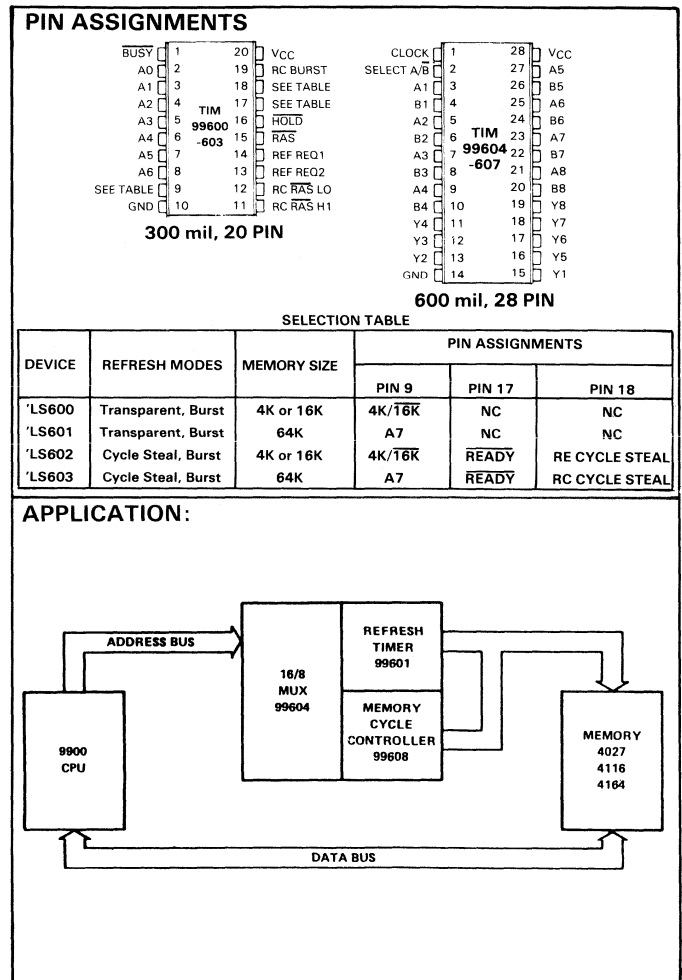 PIN ASSIGNMENTS
BUSY 1 20 VCC
A0 2 19 RC BURST
A1 3 18 SEE TABLE
A2 4 17 SEE TABLE
A3 5 16 HOLD
A4 6 15 RAS
A5 7 14 REF REQ1
A6 8 13 REF REQ2
SEE TABLE 9 12 RC RAS LO
GND 10 11 RC RAS H1
TIM
99600
-603
300 mil, 20 PIN
CLOCK 1 28 VCC
SELECT A/B 2 27 A5
A1 3 26 B5
B1 4 25 A6
A2 5 24 B6
B2 6 23 A7
A3 7 22 B7
B3 8 21 A8
A4 9 20 B8
B4 10 19 Y8
Y4 11 18 Y7
Y3 12 17 Y6
Y2 13 16 Y5
GND 14 15 Y1
TIM
99604
-607
600 mil, 28 PIN
SELECTION TABLE
DEVICE REFRESH MODES MEMORY SIZE PIN ASSIGNMENTS
PIN 9 PIN 17 PIN 18
'LS600 Transparent, Burst 4K or 16K 4K/16K NC NC
'LS601 Transparent, Burst 64K A7 NC NC
'LS602 Cycle Steal, Burst 4K or 16K 4K/16K READY RE CYCLE STEAL
'LS603 Cycle Steal, Burst 64K A7 READY RC CYCLE STEAL
APPLICATION:
ADDRESS BUS
9900
CPU
16/8
MUX
99604
REFRESH
TIMER
99601
MEMORY
CYCLE
CONTROLLER
99608
MEMORY
4027
4116
4164
DATA BUS